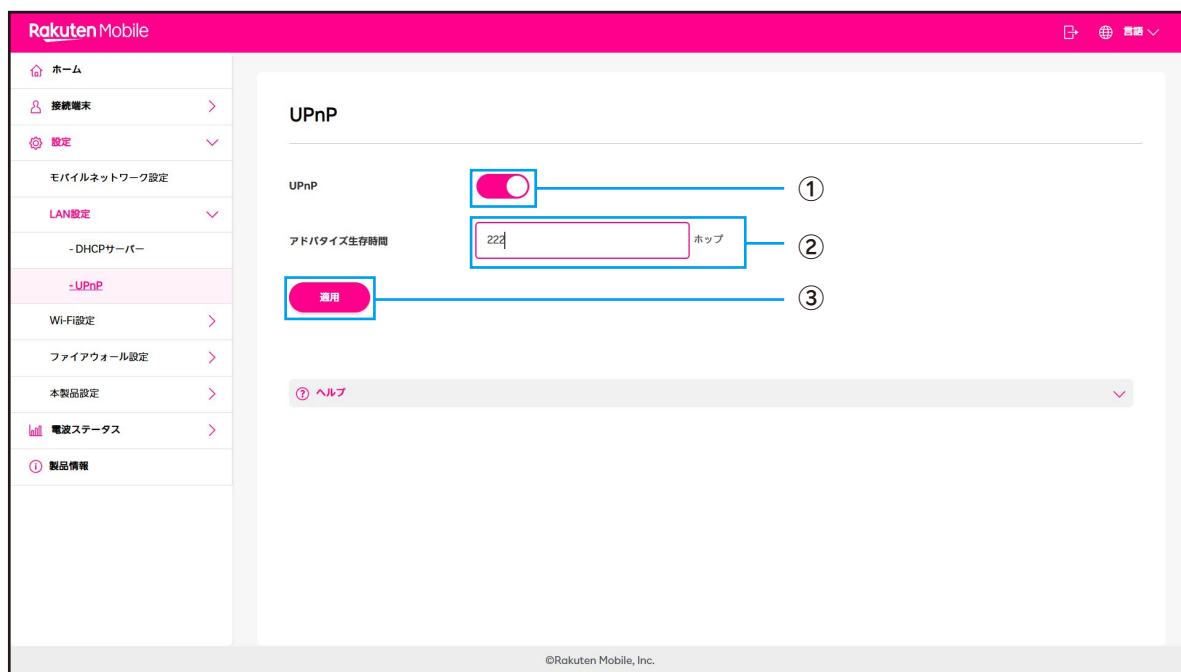 Rakuten Mobile
言語
ホーム
接続端末
設定
モバイルネットワーク設定
LAN設定
- DHCPサーバー
- UPnP
Wi-Fi設定
ファイアウォール設定
本製品設定
電波ステータス
製品情報
UPnP
UPnP
①
アドバタイズ生存時間
222
ホップ
②
適用
③
ヘルプ
©Rakuten Mobile, Inc.